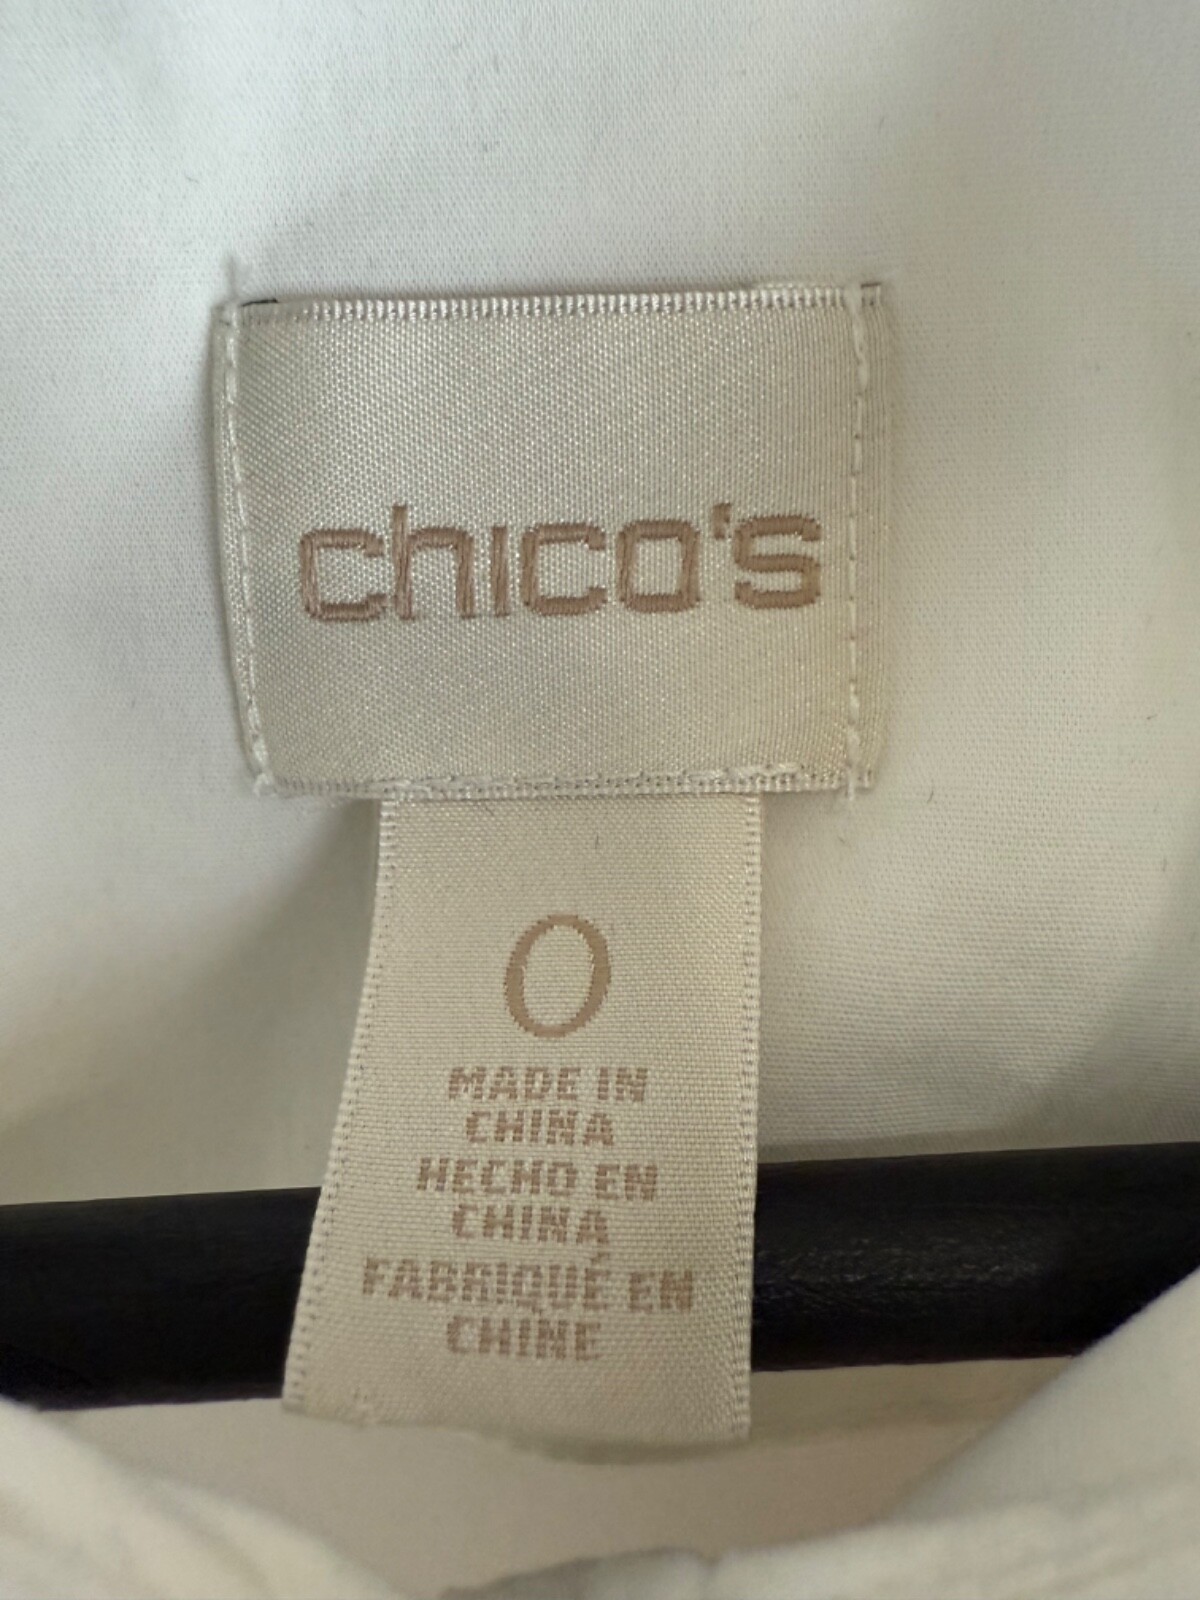 chico's
0
MADE IN
CHINA
HECHO EN
CHINA
FABRIQUÉ EN
CHINE